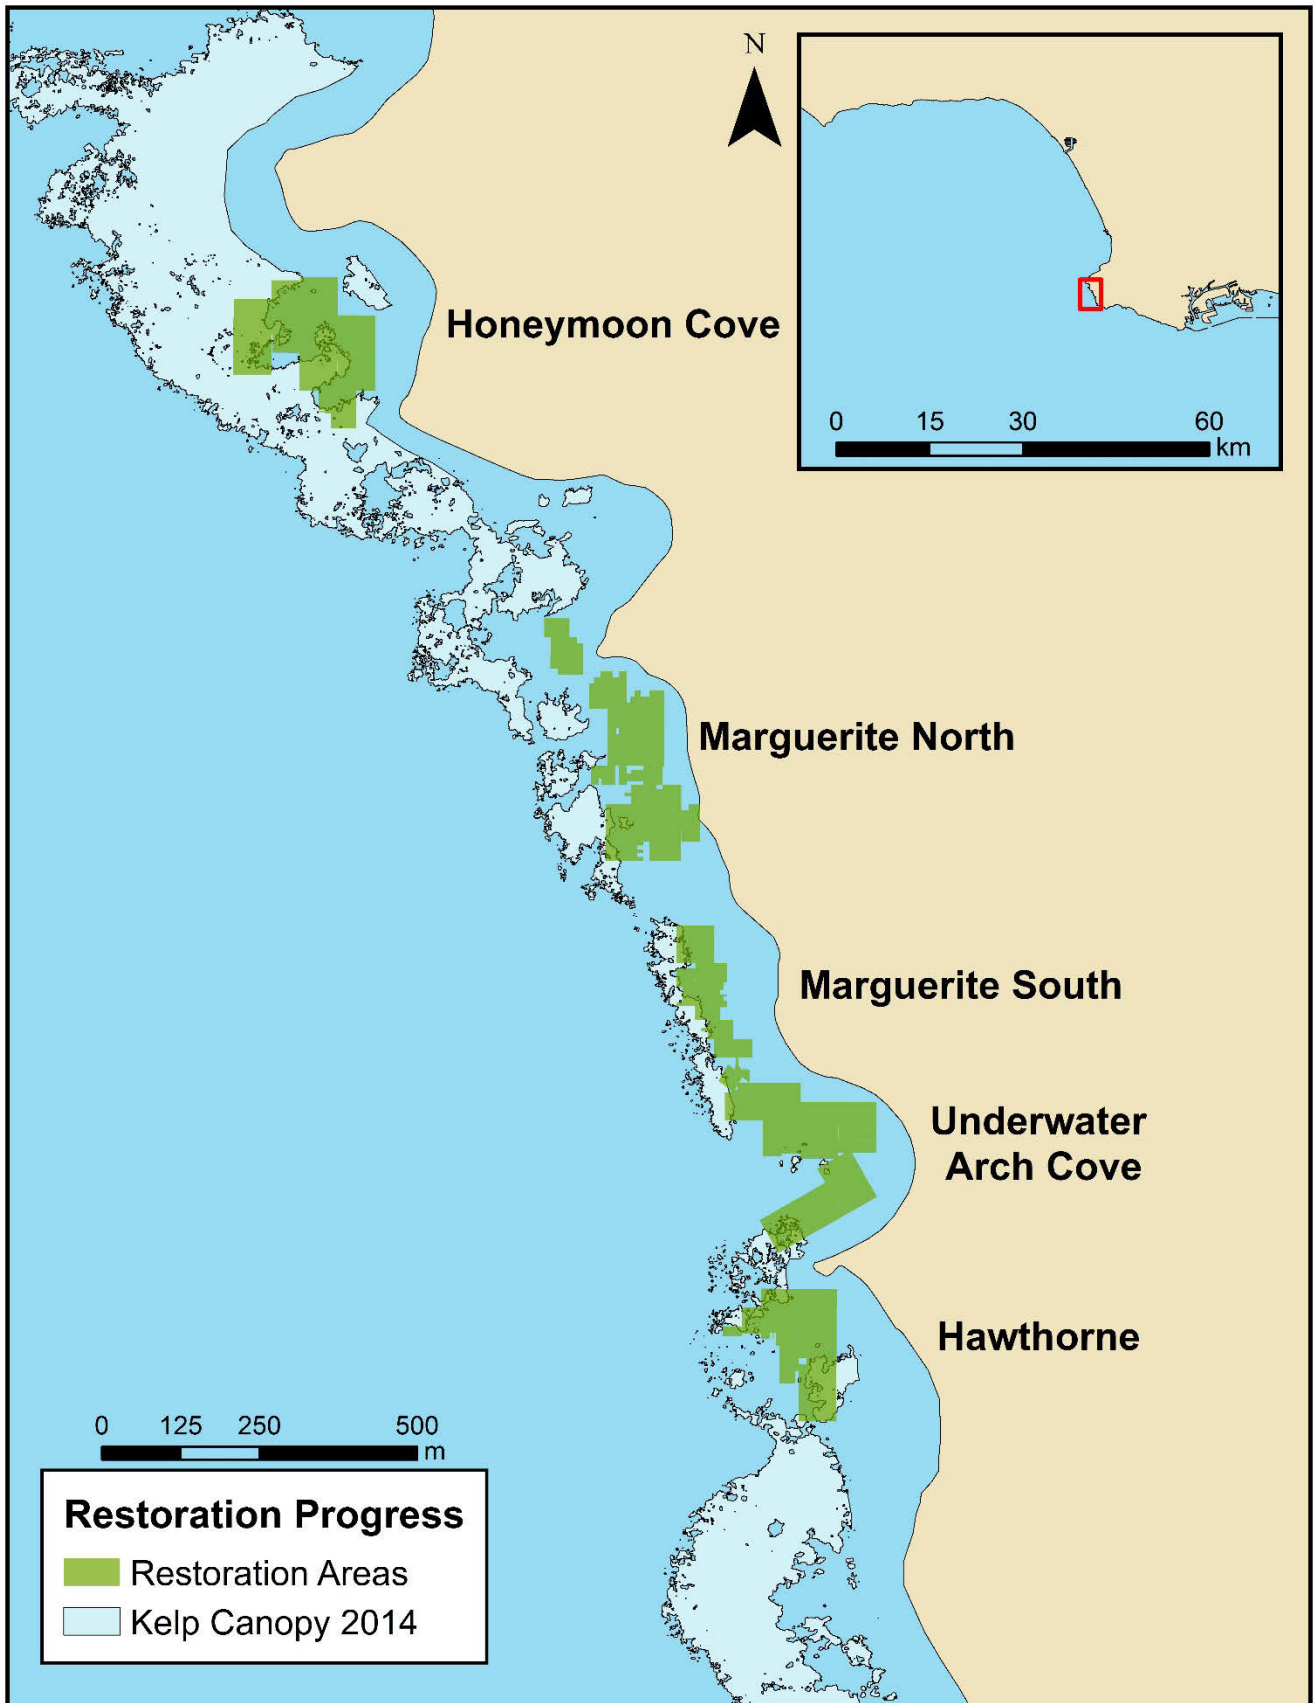 N
0 15 30 60
km
Honeymoon Cove
Marguerite North
Marguerite South
Underwater
Arch Cove
Hawthorne
0 125 250 500
m
Restoration Progress
Restoration Areas
Kelp Canopy 2014